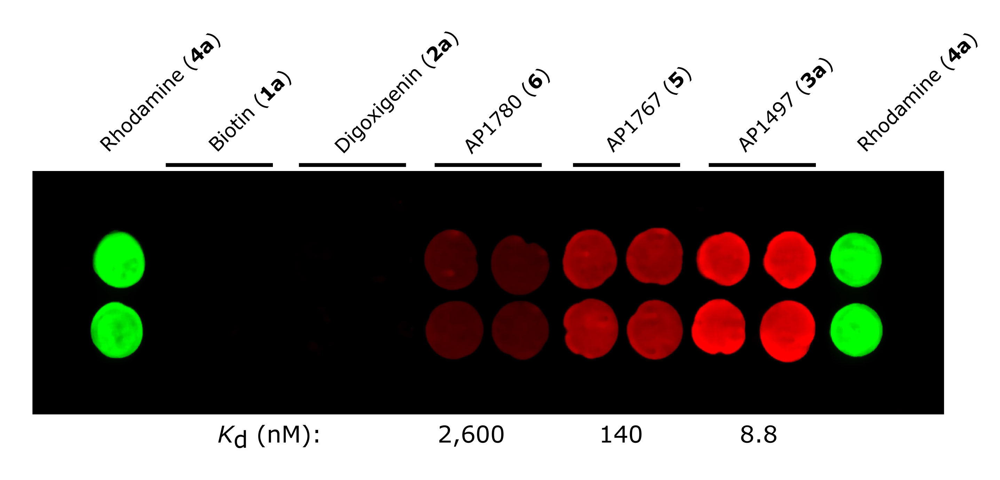 Rhodamine (4a)
Biotin (1a)
Digoxigenin (2a)
AP1780 (6)
AP1767 (5)
AP1497 (3a)
Rhodamine (4a)
Kd (nM): 2,600 140 8.8